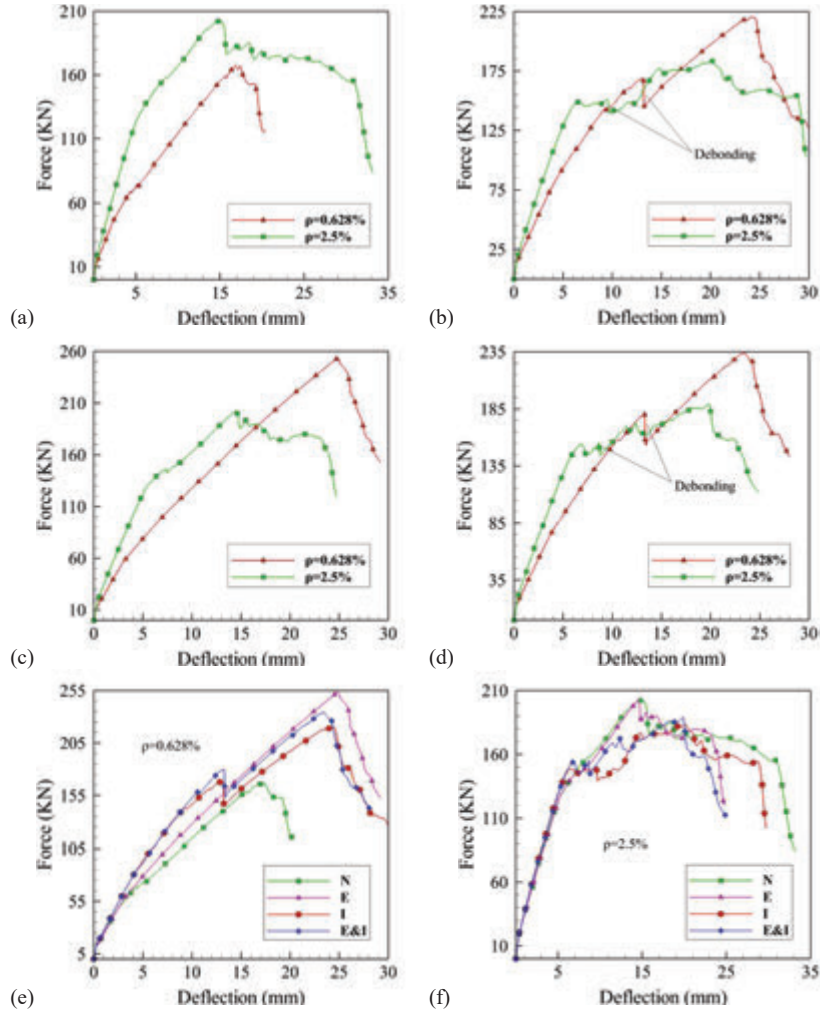 210
160
110
60
10
Force (KN)
0 5 10 15 20 25 30 35
Deflection (mm)
ρ=0.628%
ρ=2.5%
(a)
225
175
125
75
25
Force (KN)
Debonding
0 5 10 15 20 25 30
Deflection (mm)
ρ=0.628%
ρ=2.5%
(b)
260
210
160
110
60
10
Force (KN)
0 5 10 15 20 25 30
Deflection (mm)
ρ=0.628%
ρ=2.5%
(c)
235
185
135
85
35
Force (KN)
Debonding
0 5 10 15 20 25 30
Deflection (mm)
ρ=0.628%
ρ=2.5%
(d)
255
205
155
105
55
5
Force (KN)
ρ=0.628%
N
E
I
E&I
0 5 10 15 20 25 30
Deflection (mm)
(e)
210
160
110
60
10
Force (KN)
ρ=2.5%
N
E
I
E&I
5 15 25 35
Deflection (mm)
(f)